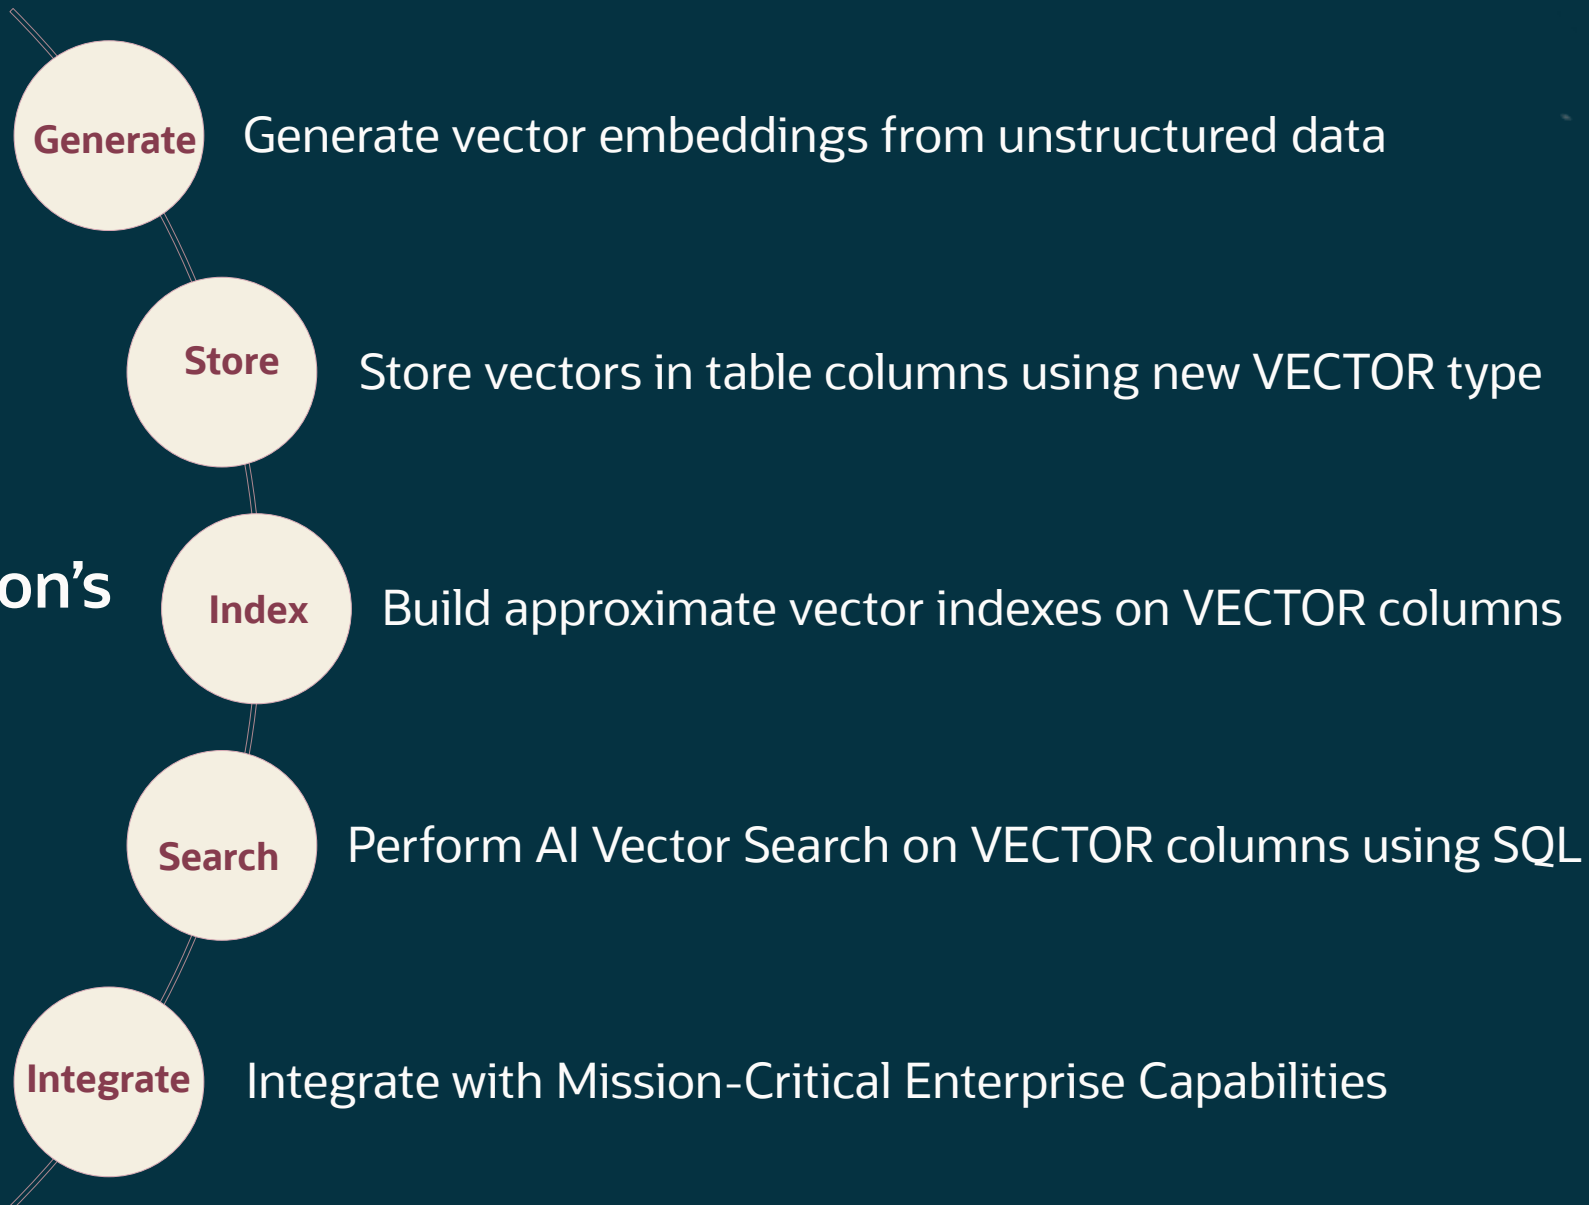 Generate
Generate vector embeddings from unstructured data
Store
Store vectors in table columns using new VECTOR type
on's
Index
Build approximate vector indexes on VECTOR columns
Search
Perform AI Vector Search on VECTOR columns using SQL
Integrate
Integrate with Mission-Critical Enterprise Capabilities